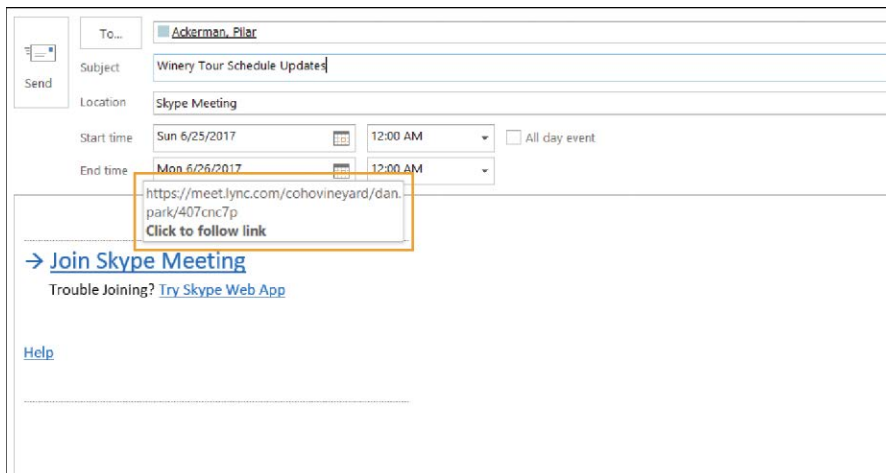 To...
Ackerman, Pilar
Send
Subject
Winery Tour Schedule Updates
Location
Skype Meeting
Start time
Sun 6/25/2017
12:00 AM
All day event
End time
Mon 6/26/2017
12:00 AM
https://meet.lync.com/cohovineyard/dan.
park/407cnc7p
Click to follow link
→ Join Skype Meeting
Trouble Joining? Try Skype Web App
Help